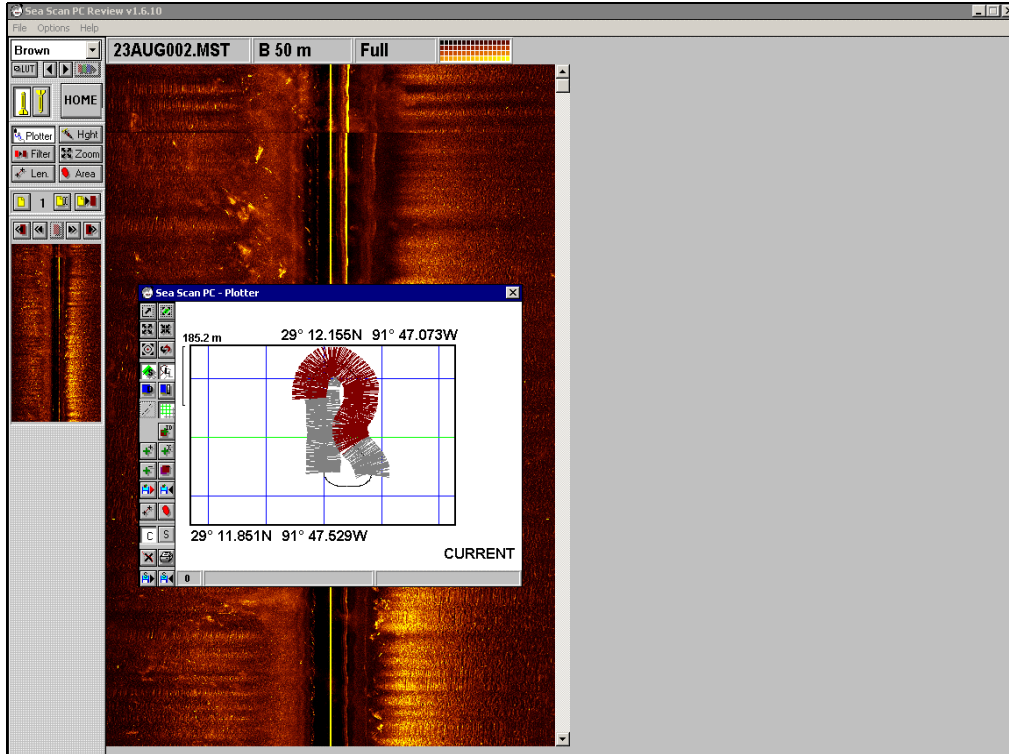 Sea Scan PC Review v1.6.10
File Options Help
Brown
23AUG002.MST B 50 m Full
LUT
HOME
Plotter Hght
Filter Zoom
Len. Area
1
Sea Scan PC - Plotter
185.2 m 29° 12.155N 91° 47.073W
29° 11.851N 91° 47.529W
C S
CURRENT
0